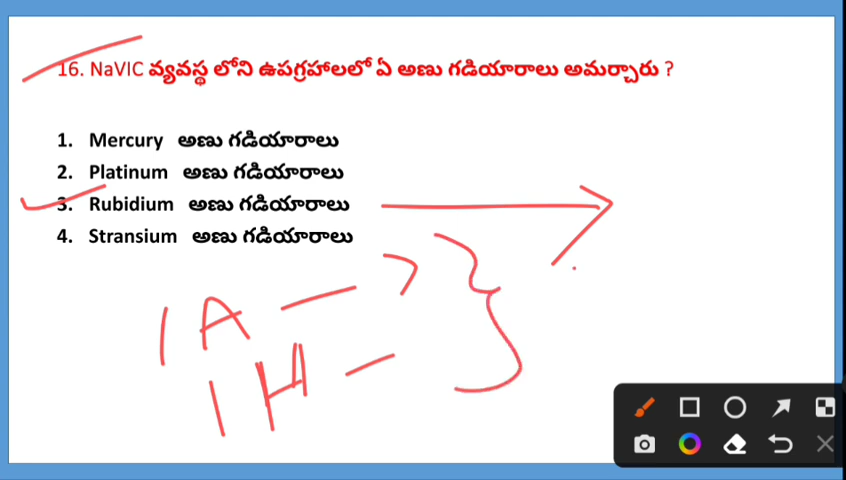 16. NaVIC వ్యవస్థ లోని ఉపగ్రహాలలో ఏ అణు గడియారాలు అమర్చారు ?
1. Mercury అణు గడియారాలు
2. Platinum అణు గడియారాలు
3. Rubidium అణు గడియారాలు
4. Stransium అణు గడియారాలు
1A -
1H -